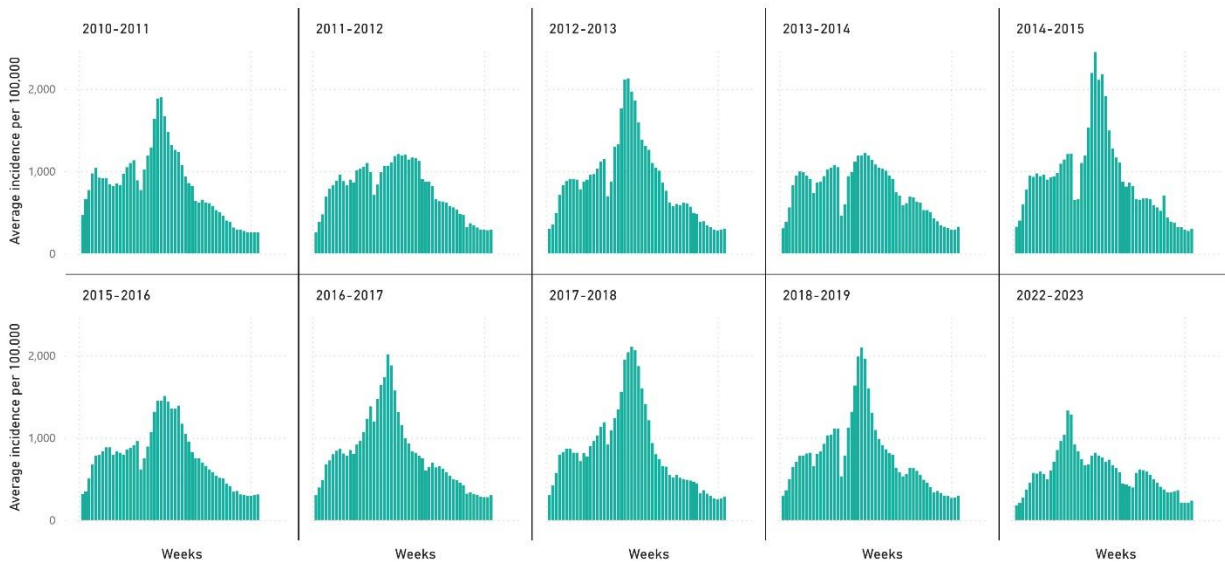 2010-2011
2011-2012
2012-2013
2013-2014
2014-2015
Average incidence per 100,000
2,000
1,000
0
2015-2016
2016-2017
2017-2018
2018-2019
2022-2023
Average incidence per 100,000
2,000
1,000
0
Weeks
Weeks
Weeks
Weeks
Weeks